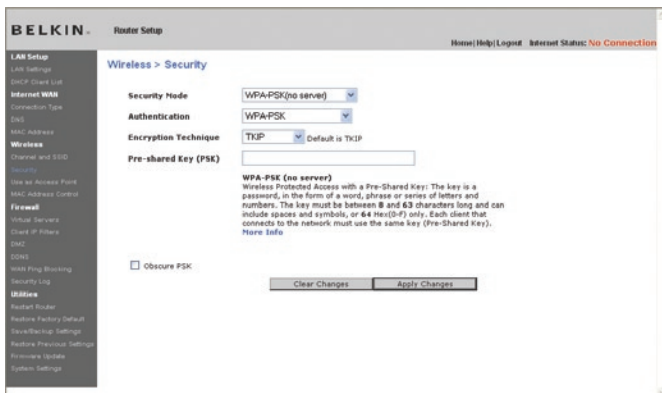 BELKIN.
Router Setup
Home|Help|Logout Internet Status: No Connection
LAN Setup
LAN Settings
DHCP Client List
Internet WAN
Connection Type
DNS
MAC Address
Wireless
Channel and SSID
Security
Use as Access Point
MAC Address Control
Firewall
Virtual Servers
Client IP Filters
DMZ
DDNS
WAN Ping Blocking
Security Log
Utilities
Restart Router
Restore Factory Default
Save/Backup Settings
Restore Previous Settings
Firmware Update
System Settings
Wireless > Security
Security Mode WPA-PSK(no server)
Authentication WPA-PSK
Encryption Technique TKIP Default is TKIP
Pre-shared Key (PSK)
WPA-PSK (no server)
Wireless Protected Access with a Pre-Shared Key: The key is a
password, in the form of a word, phrase or series of letters and
numbers. The key must be between 8 and 63 characters long and can
include spaces and symbols, or 64 Hex(0-F) only. Each client that
connects to the network must use the same key (Pre-Shared Key).
More Info
Obscure PSK
Clear Changes Apply Changes